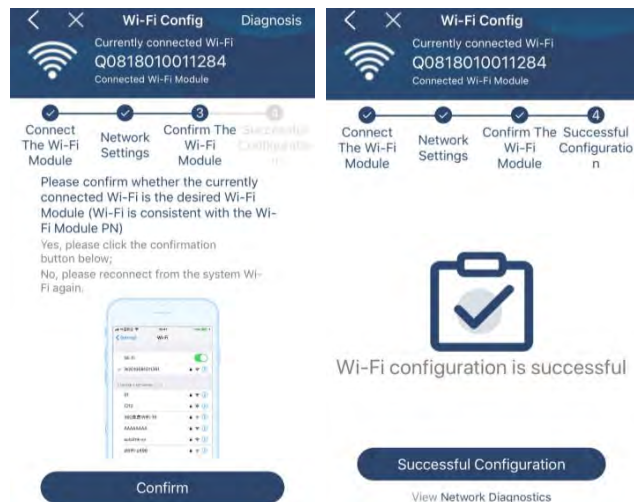 Wi-Fi Config
Diagnosis
Currently connected Wi-Fi
Q0818010011284
Connected Wi-Fi Module
3
Connect
The Wi-Fi
Module
Network
Settings
Confirm The
Wi-Fi
Module
Successful
Configuratio
n
Please confirm whether the currently
connected Wi-Fi is the desired Wi-Fi
Module (Wi-Fi is consistent with the Wi-
Fi Module PN)
Yes, please click the confirmation
button below;
No, please reconnect from the system Wi-
Fi again.
Wi-Fi
Confirm
Wi-Fi Config
Currently connected Wi-Fi
Q0818010011284
Connected Wi-Fi Module
4
Connect
The Wi-Fi
Module
Network
Settings
Confirm The
Wi-Fi
Module
Successful
Configuratio
n
Wi-Fi configuration is successful
Successful Configuration
View Network Diagnostics